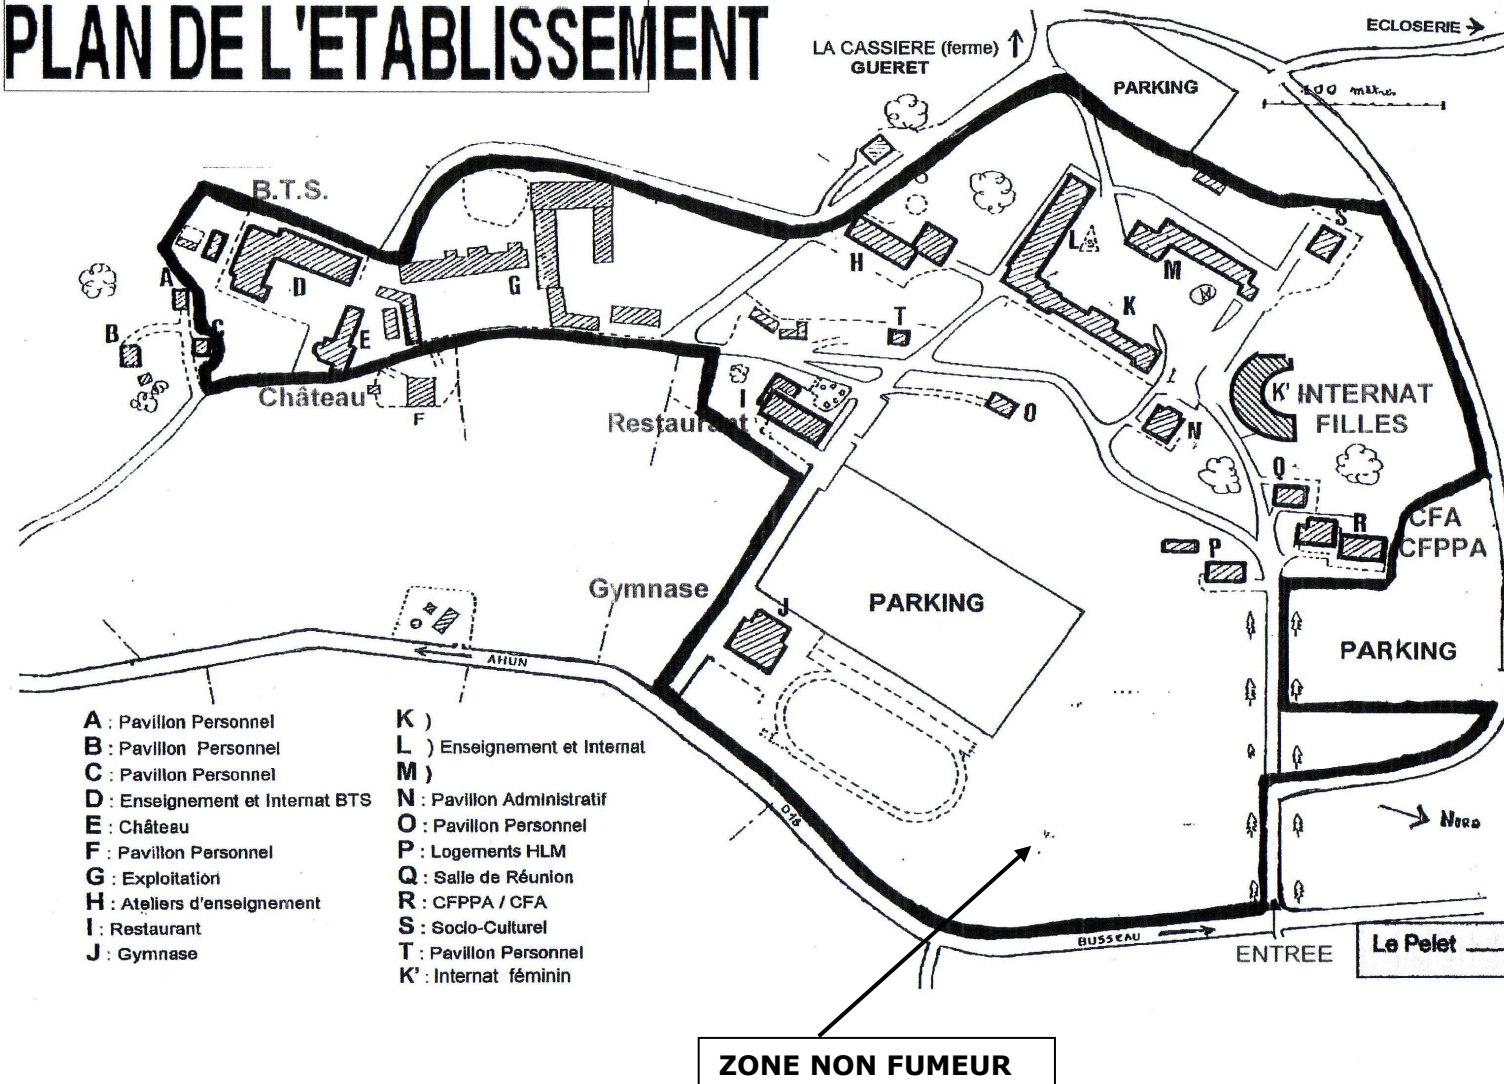 PLAN DE L'ETABLISSEMENT
LA CASSIERE (ferme)
GUERET
ECLOSERIE
PARKING
100 mètres
B.T.S.
S
A
D
G
H
L
M
B
C
E
T
K
Château
F
I
Restaurant
O
N
K'
INTERNAT
FILLES
Q
R
CFA
CFPPA
P
Gymnase
J
PARKING
PARKING
AHUN
D18
NORD
BUSSEAU
ENTREE
Le Pelet
A : Pavillon Personnel
B : Pavillon Personnel
C : Pavillon Personnel
D : Enseignement et Internat BTS
E : Château
F : Pavillon Personnel
G : Exploitation
H : Ateliers d'enseignement
I : Restaurant
J : Gymnase
K )
L ) Enseignement et Internat
M )
N : Pavillon Administratif
O : Pavillon Personnel
P : Logements HLM
Q : Salle de Réunion
R : CFPPA / CFA
S : Socio-Culturel
T : Pavillon Personnel
K' : Internat féminin
ZONE NON FUMEUR